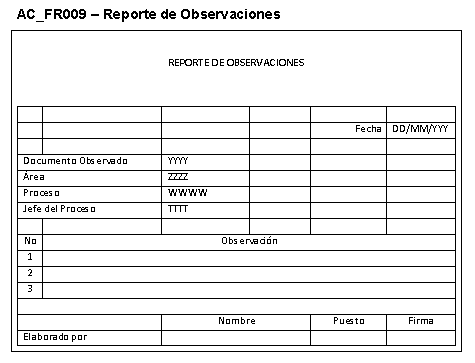 AC_FR009 – Reporte de Observaciones
REPORTE DE OBSERVACIONES
Fecha DD/MM/YYY
Documento Observado YYYY
Área ZZZZ
Proceso WWWW
Jefe del Proceso TTTT
No Observación
1
2
3
Nombre Puesto Firma
Elaborado por